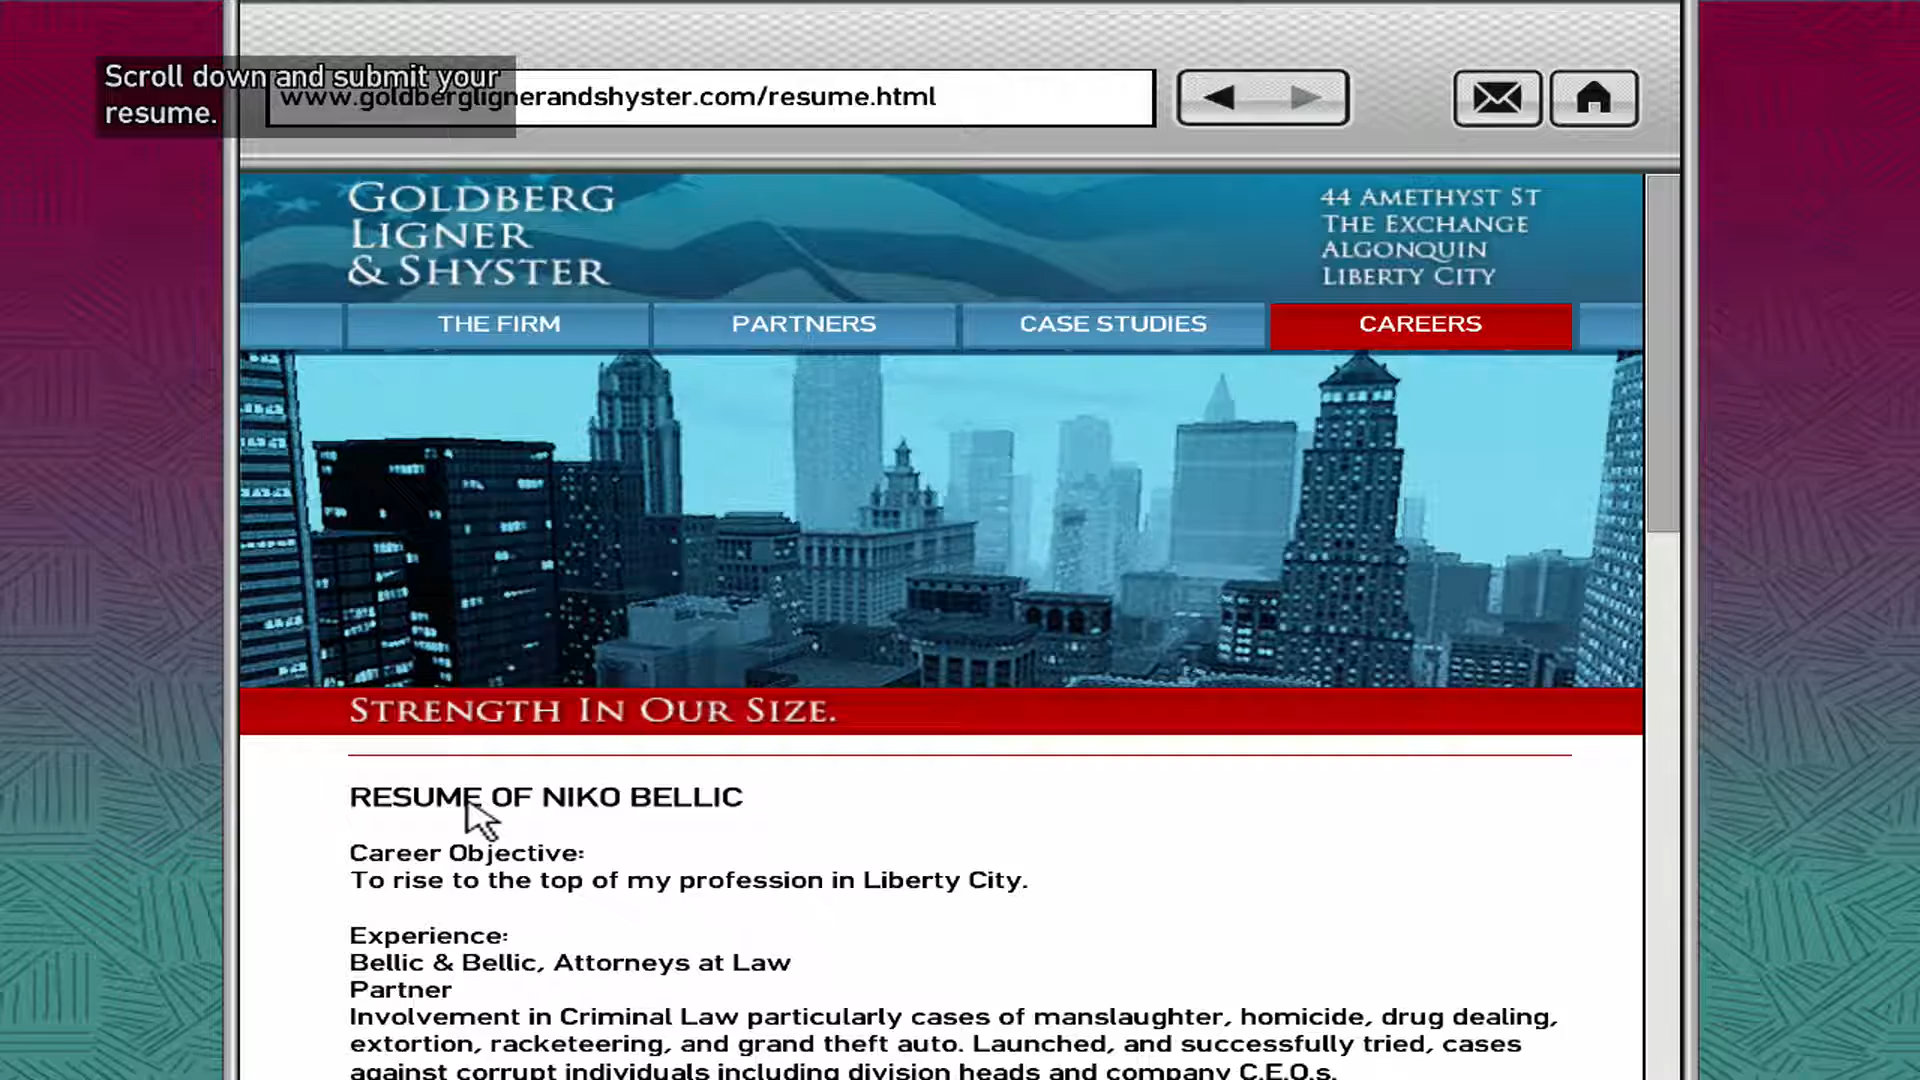 Scroll down and submit your
resume.
www.goldberglignerandshyster.com/resume.html
GOLDBERG
LIGNER
& SHYSTER
44 AMETHYST ST
THE EXCHANGE
ALGONQUIN
LIBERTY CITY
THE FIRM
PARTNERS
CASE STUDIES
CAREERS
STRENGTH IN OUR SIZE.
RESUME OF NIKO BELLIC
Career Objective:
To rise to the top of my profession in Liberty City.
Experience:
Bellic & Bellic, Attorneys at Law
Partner
Involvement in Criminal Law particularly cases of manslaughter, homicide, drug dealing,
extortion, racketeering, and grand theft auto. Launched, and successfully tried, cases
against corrupt individuals including division heads and company C.E.O.s.